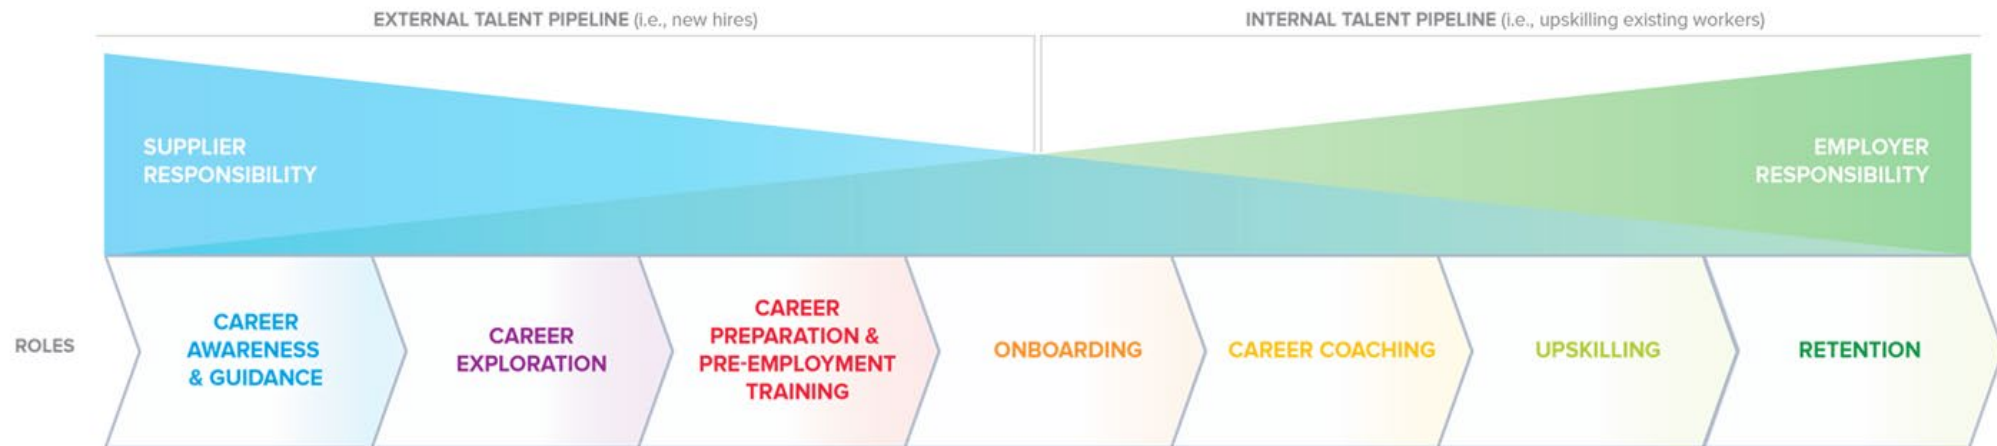 EXTERNAL TALENT PIPELINE (i.e., new hires)
INTERNAL TALENT PIPELINE (i.e., upskilling existing workers)
SUPPLIER
RESPONSIBILITY
EMPLOYER
RESPONSIBILITY
ROLES
CAREER
AWARENESS
& GUIDANCE
CAREER
EXPLORATION
CAREER
PREPARATION &
PRE-EMPLOYMENT
TRAINING
ONBOARDING
CAREER COACHING
UPSKILLING
RETENTION